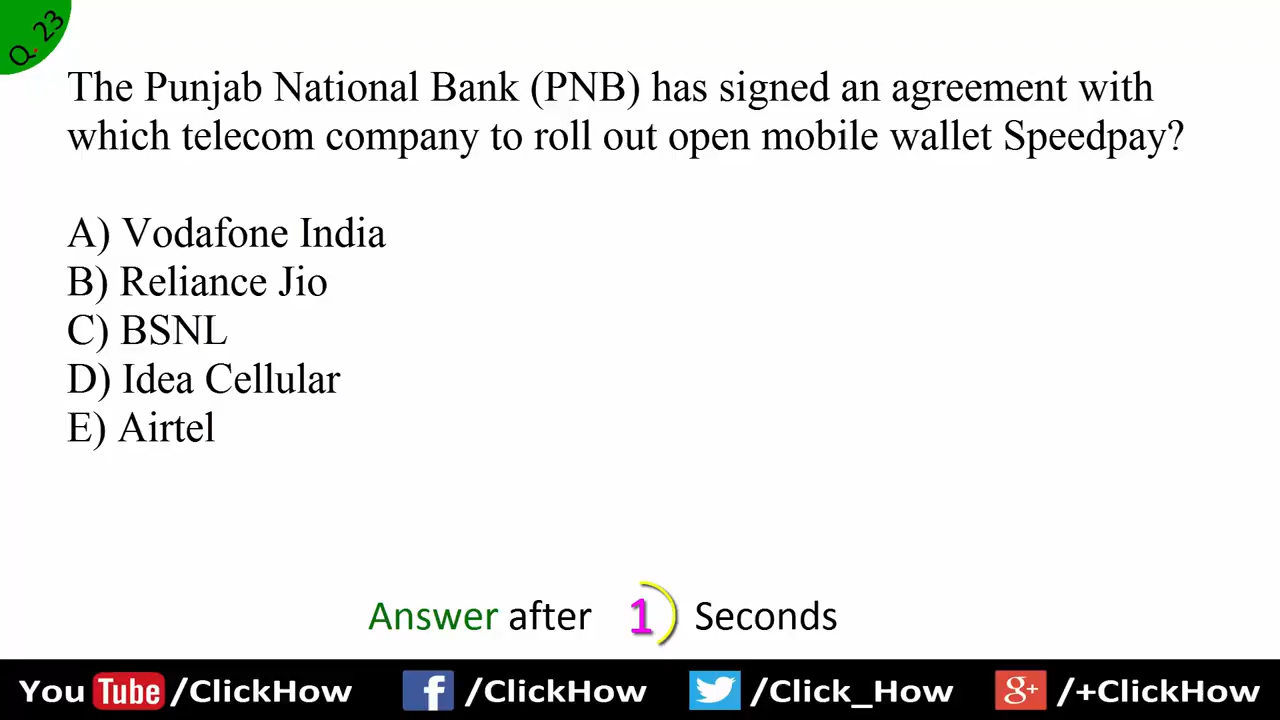 Q. 23
The Punjab National Bank (PNB) has signed an agreement with
which telecom company to roll out open mobile wallet Speedpay?
A) Vodafone India
B) Reliance Jio
C) BSNL
D) Idea Cellular
E) Airtel
Answer after 1 Seconds
You Tube /ClickHow f /ClickHow /Click_How g+ /+ClickHow